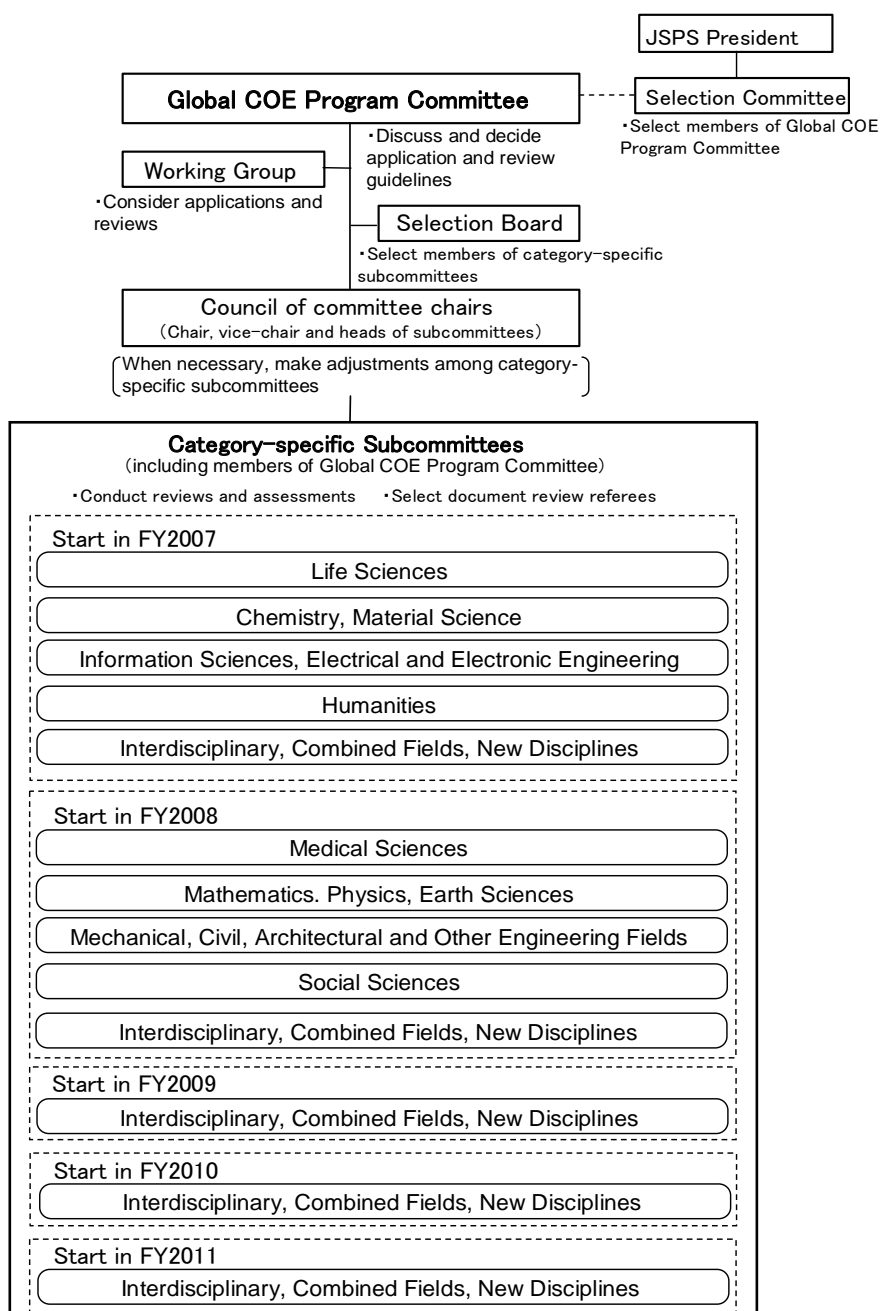 JSPS President
Global COE Program Committee
Selection Committee
・Select members of Global COE
Program Committee
・Discuss and decide
application and review
guidelines
Working Group
・Consider applications and
reviews
Selection Board
・Select members of category-specific
subcommittees
Council of committee chairs
(Chair, vice-chair and heads of subcommittees)
When necessary, make adjustments among category-
specific subcommittees
Category-specific Subcommittees
(including members of Global COE Program Committee)
・Conduct reviews and assessments ・Select document review referees
Start in FY2007
Life Sciences
Chemistry, Material Science
Information Sciences, Electrical and Electronic Engineering
Humanities
Interdisciplinary, Combined Fields, New Disciplines
Start in FY2008
Medical Sciences
Mathematics. Physics, Earth Sciences
Mechanical, Civil, Architectural and Other Engineering Fields
Social Sciences
Interdisciplinary, Combined Fields, New Disciplines
Start in FY2009
Interdisciplinary, Combined Fields, New Disciplines
Start in FY2010
Interdisciplinary, Combined Fields, New Disciplines
Start in FY2011
Interdisciplinary, Combined Fields, New Disciplines